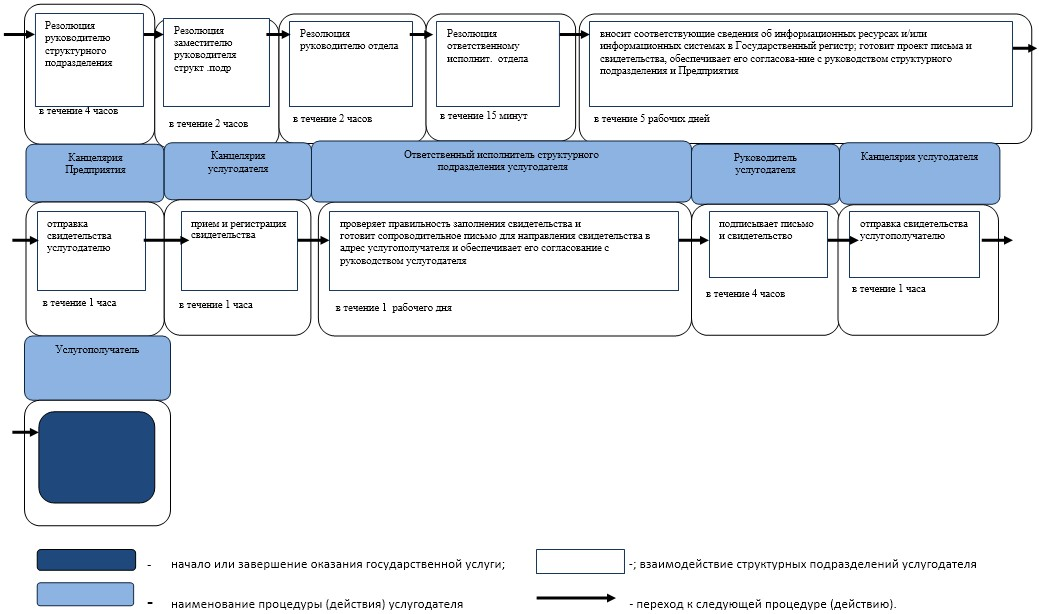 Резолюция
руководителю
структурного
подразделения
в течение 4 часов
Резолюция
заместителю
руководителя
структ .подр
в течение 2 часов
Резолюция
руководителю отдела
в течение 2 часов
Резолюция
ответственному
исполнит.  отдела
в течение 15 минут
вносит соответствующие сведения об информационных ресурсах и/или
информационных системах в Государственный регистр; готовит проект письма и
свидетельства, обеспечивает его согласова-ние с руководством структурного
подразделения и Предприятия
в течение 5 рабочих дней
Канцелярия
Предприятия
Канцелярия
услугодателя
Ответственный исполнитель структурного
подразделения услугодателя
Руководитель
услугодателя
Канцелярия услугодателя
отправка
свидетельства
услугодателю
в течение 1 часа
прием и регистрация
свидетельства
в течение 1 часа
проверяет правильность заполнения свидетельства и
готовит сопроводительное письмо для направления свидетельства в
адрес услугополучателя и обеспечивает его согласование с
руководством услугодателя
в течение 1  рабочего дня
подписывает письмо
и свидетельство
в течение 4 часов
отправка свидетельства
услугополучателю
в течение 1 часа
Услугополучатель
- начало или завершение оказания государственной услуги;
-; взаимодействие структурных подразделений услугодателя
- наименование процедуры (действия) услугодателя
- переход к следующей процедуре (действию).